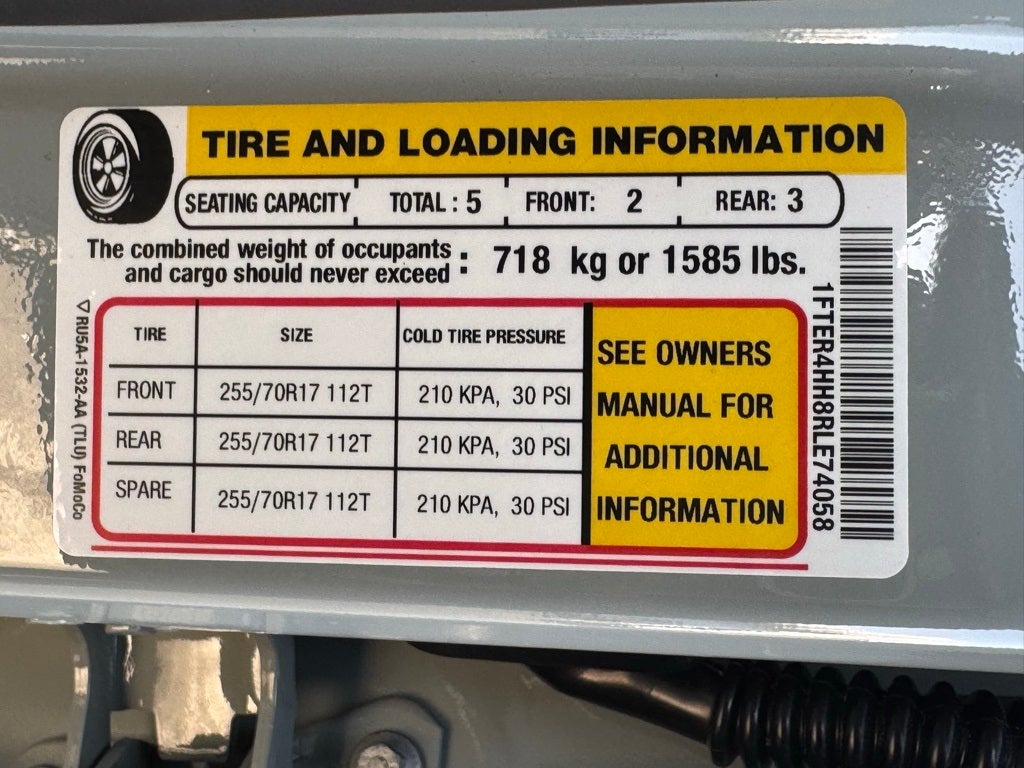 TIRE AND LOADING INFORMATION
SEATING CAPACITY TOTAL : 5 FRONT: 2 REAR: 3
The combined weight of occupants
and cargo should never exceed : 718 kg or 1585 lbs.
TIRE SIZE COLD TIRE PRESSURE
FRONT 255/70R17 112T 210 KPA, 30 PSI
REAR 255/70R17 112T 210 KPA, 30 PSI
SPARE 255/70R17 112T 210 KPA, 30 PSI
SEE OWNERS
MANUAL FOR
ADDITIONAL
INFORMATION
1FTER4HH8RLE74058
RU5A-1532-AA (TLU) FoMoCo